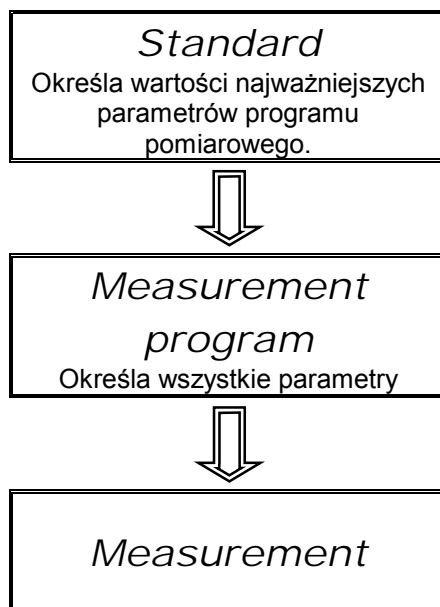 Standard
Określa wartości najważniejszych
parametrów programu
pomiarowego.
Measurement
program
Określa wszystkie parametry
Measurement